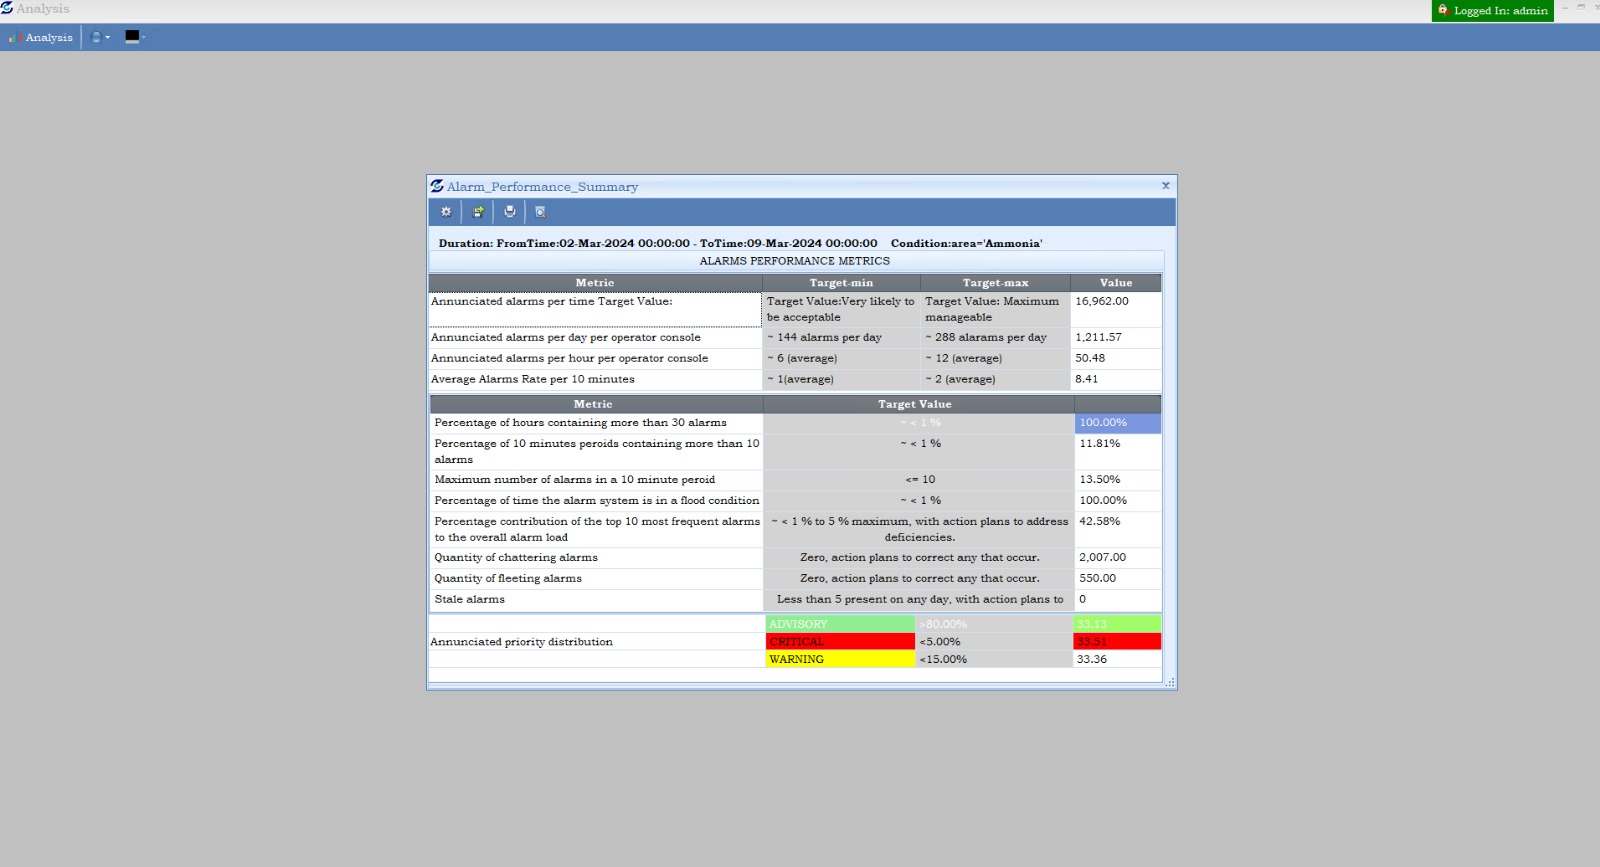 Analysis
Logged In: admin
Analysis
Alarm_Performance_Summary
Duration: FromTime:02-Mar-2024 00:00:00 - ToTime:09-Mar-2024 00:00:00 Condition:area='Ammonia'
ALARMS PERFORMANCE METRICS
Metric Target-min Target-max Value
Annunciated alarms per time Target Value: Target Value:Very likely to Target Value: Maximum 16,962.00
be acceptable manageable
Annunciated alarms per day per operator console ~ 144 alarms per day ~ 288 alarams per day 1,211.57
Annunciated alarms per hour per operator console ~ 6 (average) ~ 12 (average) 50.48
Average Alarms Rate per 10 minutes ~ 1(average) ~ 2 (average) 8.41
Metric Target Value
Percentage of hours containing more than 30 alarms ~ < 1 % 100.00%
Percentage of 10 minutes peroids containing more than 10 ~ < 1 % 11.81%
alarms
Maximum number of alarms in a 10 minute peroid <= 10 13.50%
Percentage of time the alarm system is in a flood condition ~ < 1 % 100.00%
Percentage contribution of the top 10 most frequent alarms ~ < 1 % to 5 % maximum, with action plans to address 42.58%
to the overall alarm load deficiencies.
Quantity of chattering alarms Zero, action plans to correct any that occur. 2,007.00
Quantity of fleeting alarms Zero, action plans to correct any that occur. 550.00
Stale alarms Less than 5 present on any day, with action plans to 0
ADVISORY >80.00% 33.13
Annunciated priority distribution CRITICAL <5.00% 33.51
WARNING <15.00% 33.36